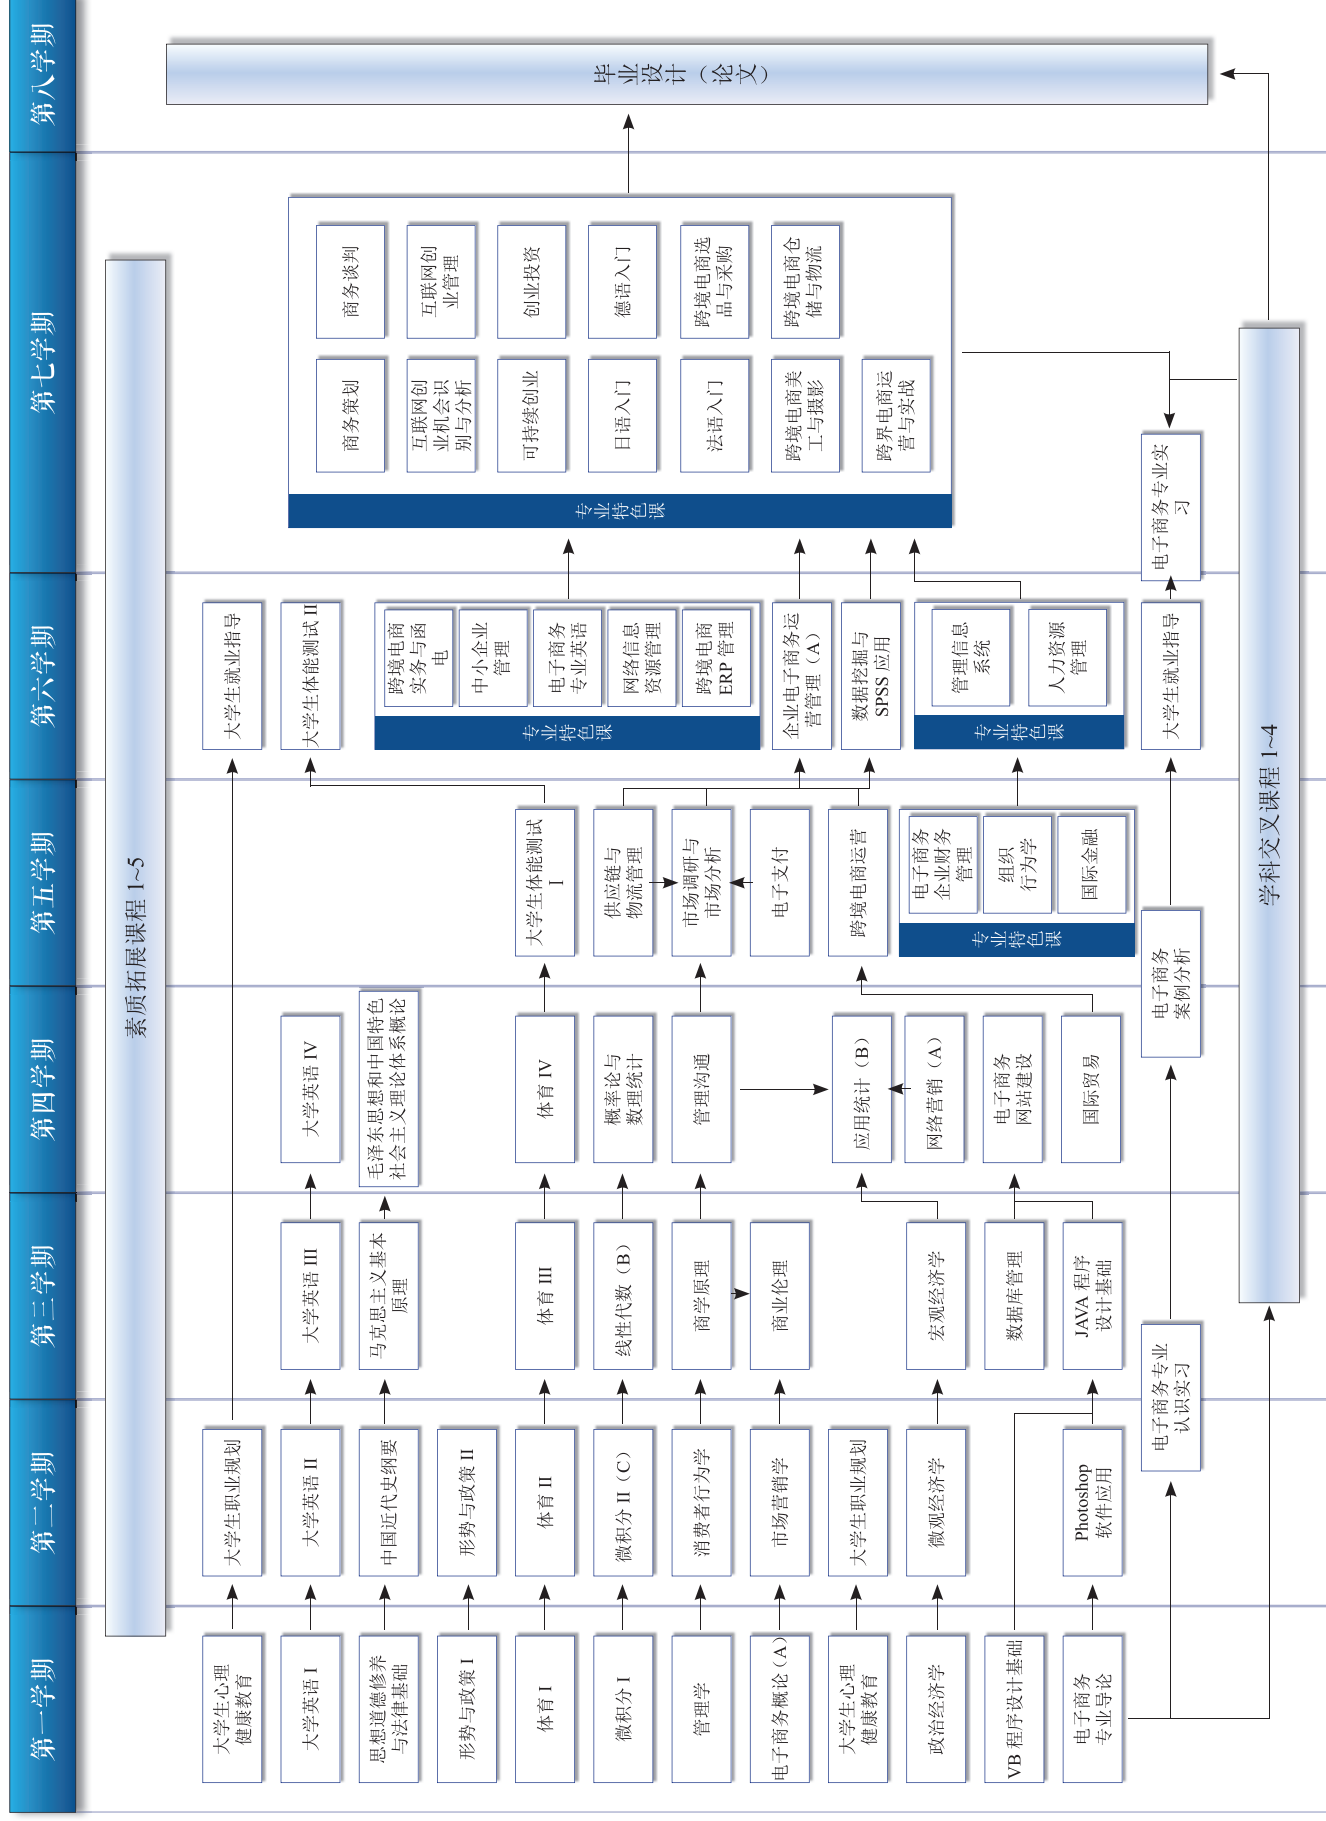 第一学期
第二学期
第三学期
第四学期
第五学期
第六学期
第七学期
第八学期
素质拓展课程 1~5
大学生心理
健康教育
大学生职业规划
大学生就业指导
大学英语 I
大学英语 II
大学英语 III
大学英语 IV
大学生体能测试 II
思想道德修养
与法律基础
中国近代史纲要
马克思主义基本
原理
毛泽东思想和中国特色
社会主义理论体系概论
形势与政策 I
形势与政策 II
体育 I
体育 II
体育 III
体育 IV
大学生体能测试
I
微积分 I
微积分 II（C）
线性代数（B）
概率论与
数理统计
供应链与
物流管理
管理学
消费者行为学
商学原理
管理沟通
市场调研与
市场分析
电子商务概论（A）
市场营销学
商业伦理
电子支付
大学生心理
健康教育
大学生职业规划
应用统计（B）
跨境电商运营
政治经济学
微观经济学
宏观经济学
网络营销（A）
VB 程序设计基础
数据库管理
电子商务
网站建设
电子商务
专业导论
Photoshop
软件应用
JAVA 程序
设计基础
国际贸易
专业特色课
电子商务
企业财务
管理
组织
行为学
国际金融
专业特色课
跨境电商
实务与函
电
中小企业
管理
电子商务
专业英语
网络信息
资源管理
跨境电商
ERP 管理
企业电子商务运
营管理（A）
数据挖掘与
SPSS 应用
专业特色课
管理信息
系统
人力资源
管理
专业特色课
商务策划
商务谈判
互联网创
业机会识
别与分析
互联网创
业管理
可持续创业
创业投资
日语入门
德语入门
法语入门
跨境电商选
品与采购
跨境电商美
工与摄影
跨境电商仓
储与物流
跨界电商运
营与实战
电子商务专业
认识实习
电子商务
案例分析
大学生就业指导
电子商务专业实
习
学科交叉课程 1~4
毕业设计（论文）